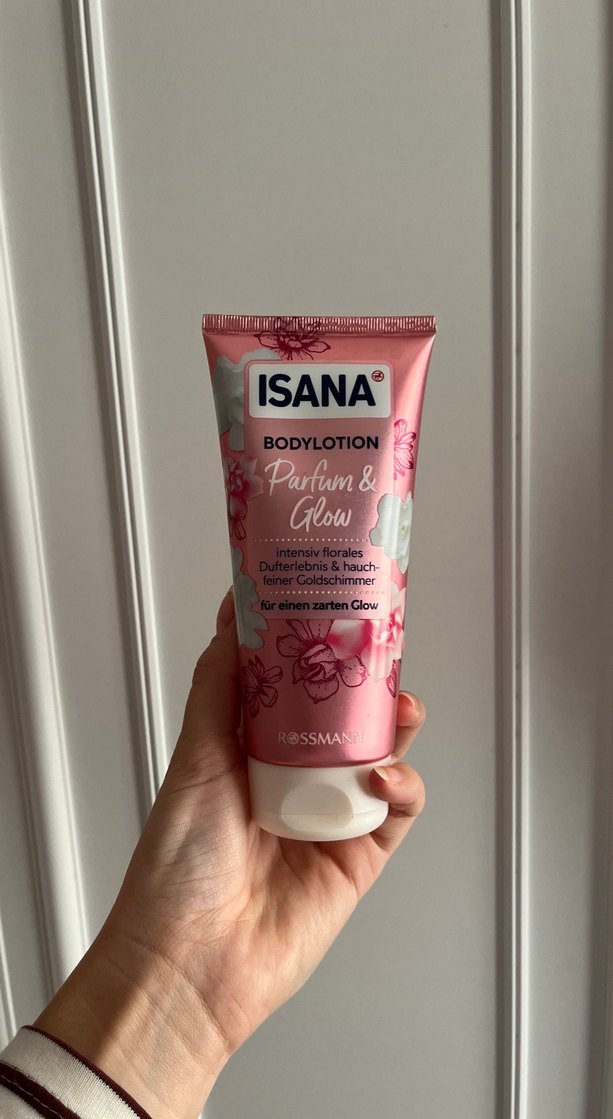 ISANA
BODYLOTION
Parfum &
Glow
intensiv florales
Dufterlebnis & hauch-
feiner Goldschimmer
für einen zarten Glow
ROSSMANN